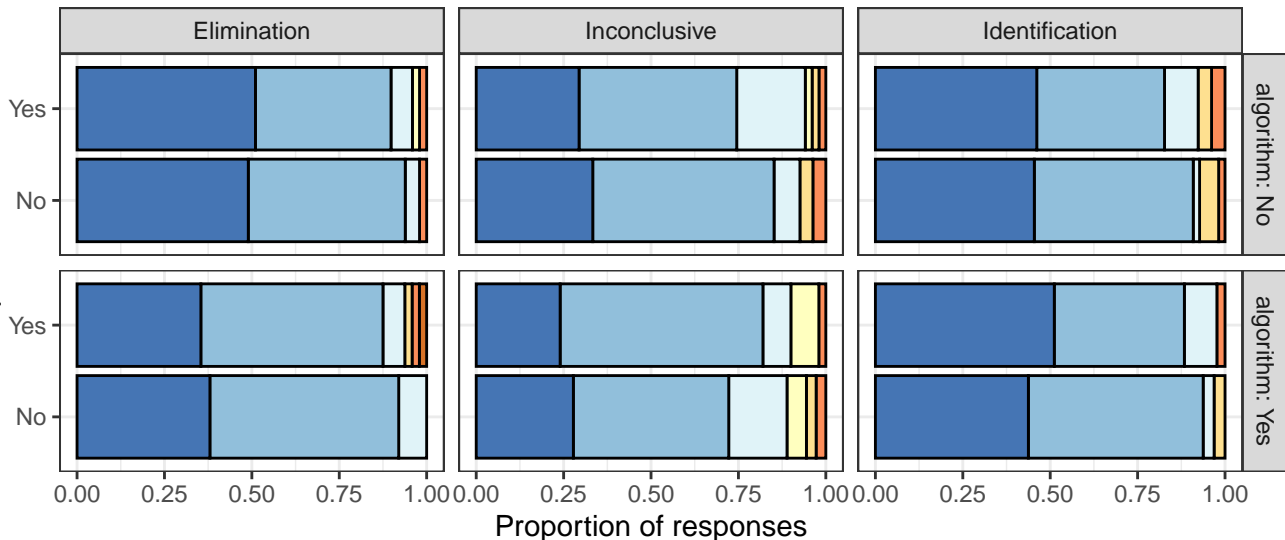 Elimination Inconclusive Identification
Yes
No
algorithm: No
Yes
No
algorithm: Yes
0.00 0.25 0.50 0.75 1.00 0.00 0.25 0.50 0.75 1.00 0.00 0.25 0.50 0.75 1.00
Proportion of responses